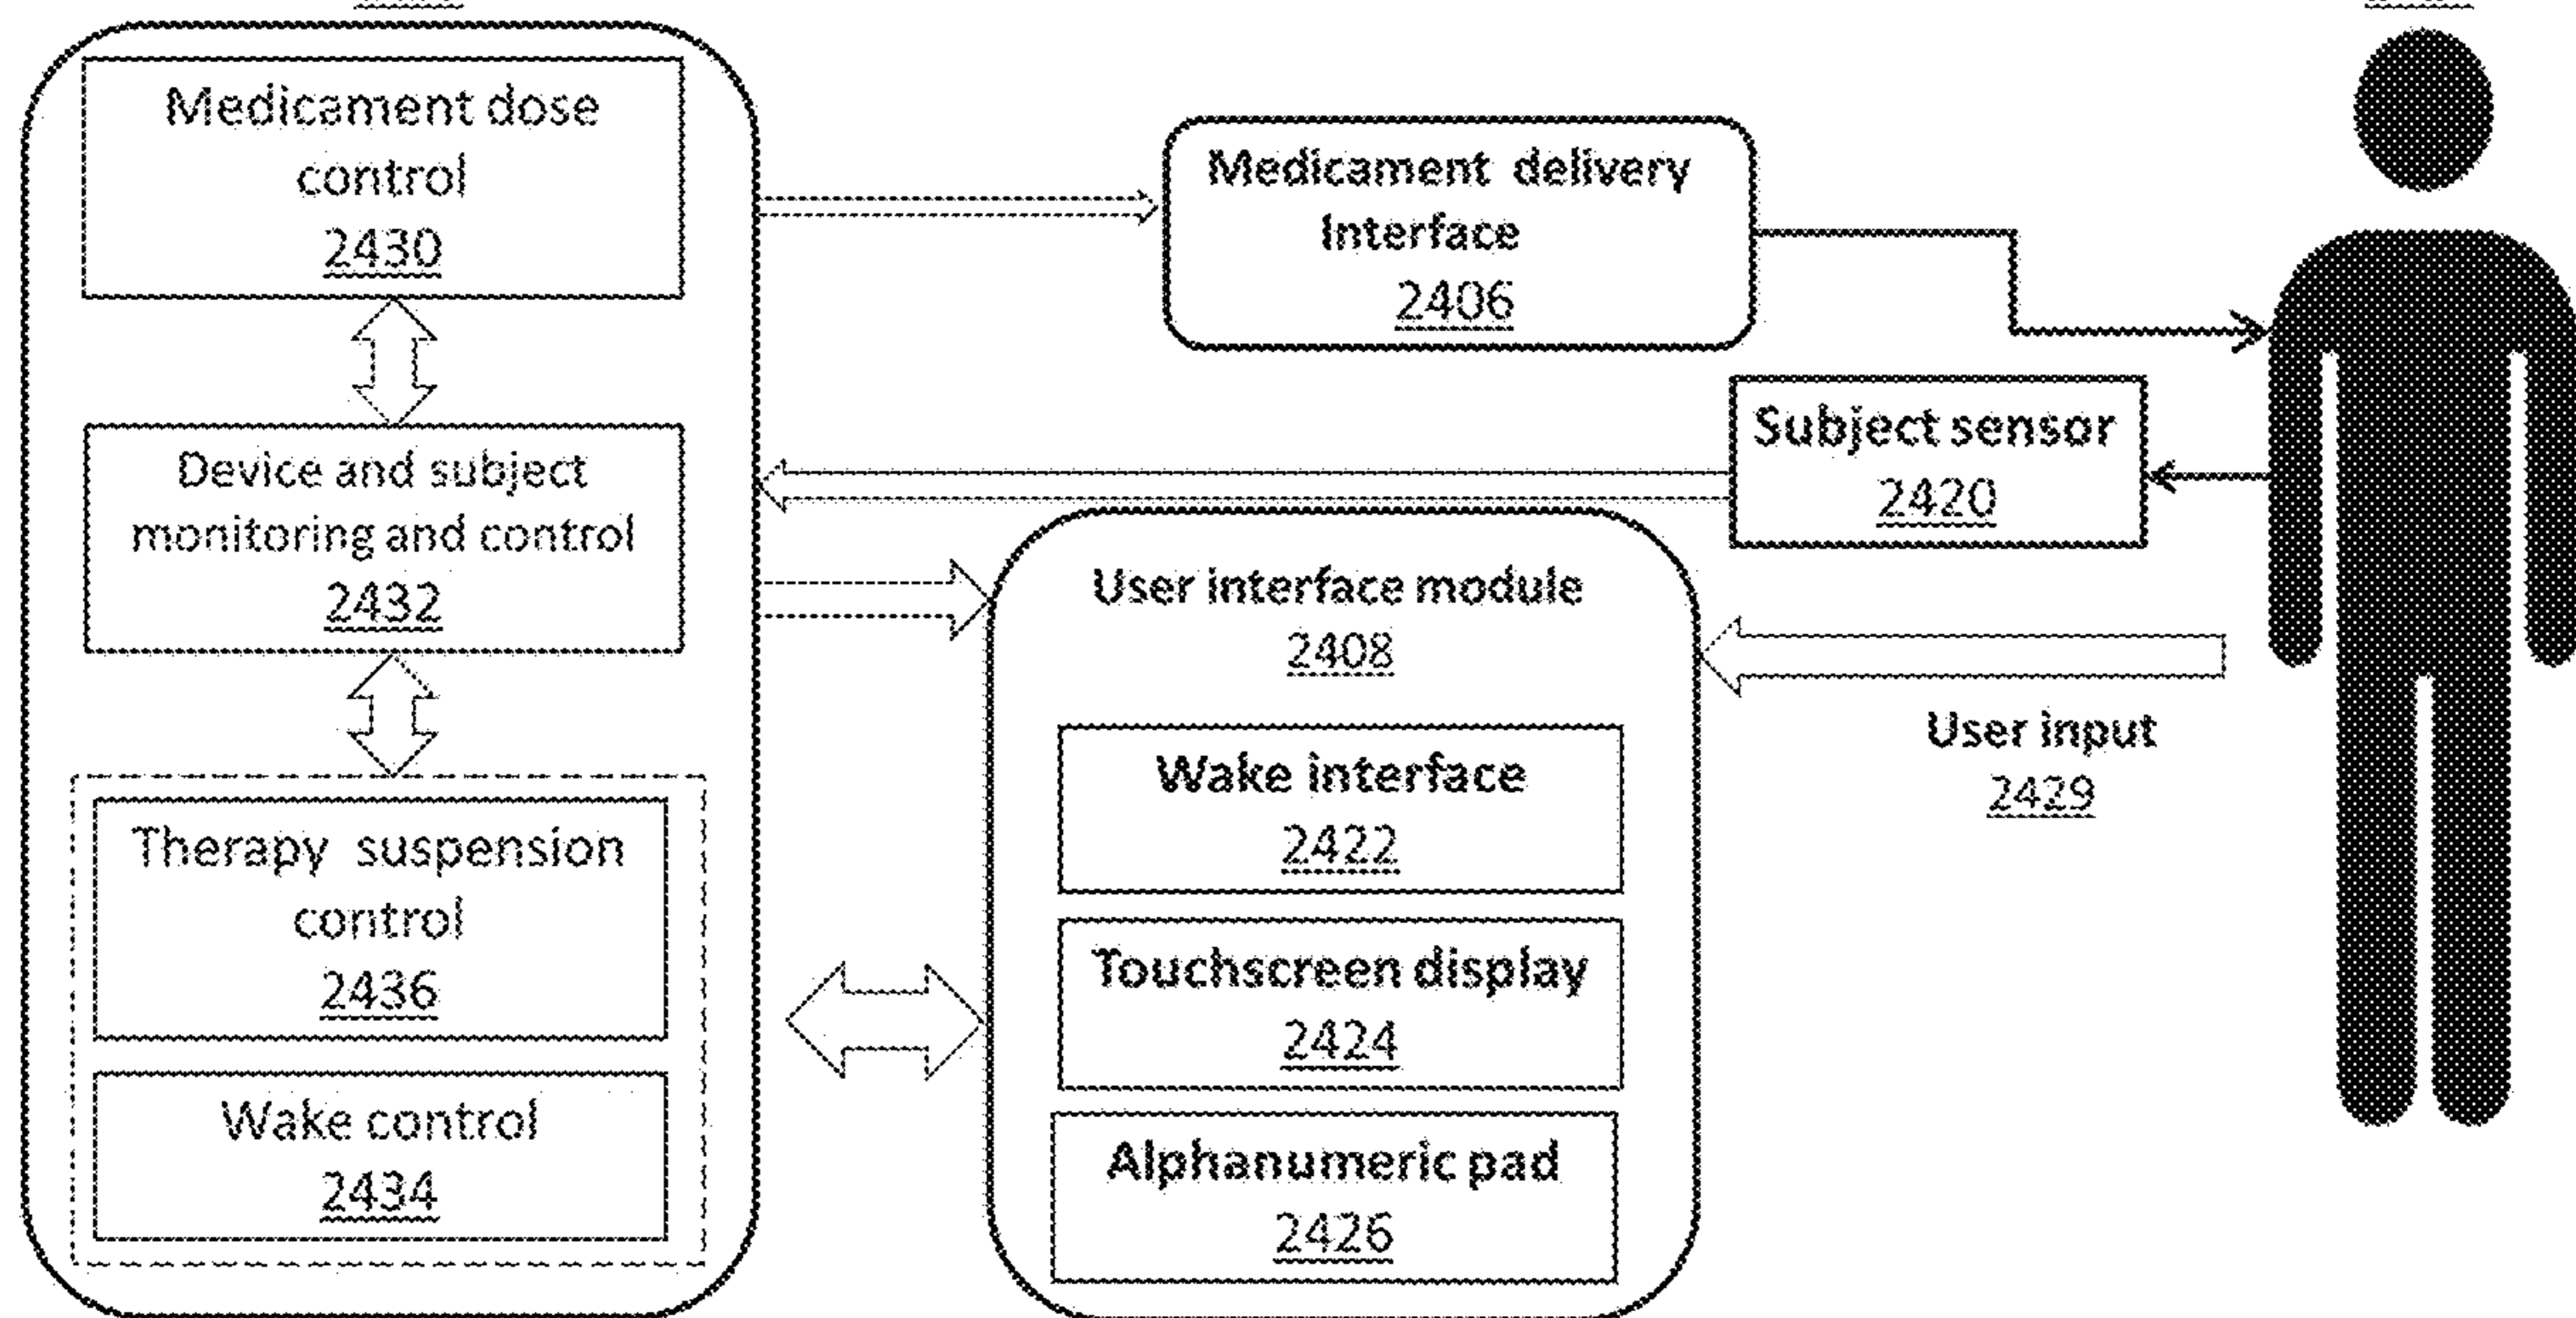 Medicament dose
control
2430
Device and subject
monitoring and control
2432
Therapy suspension
control
2436
Wake control
2434
Medicament delivery
Interface
2406
Subject sensor
2420
User interface module
2408
Wake interface
2422
Touchscreen display
2424
Alphanumeric pad
2426
User input
2429